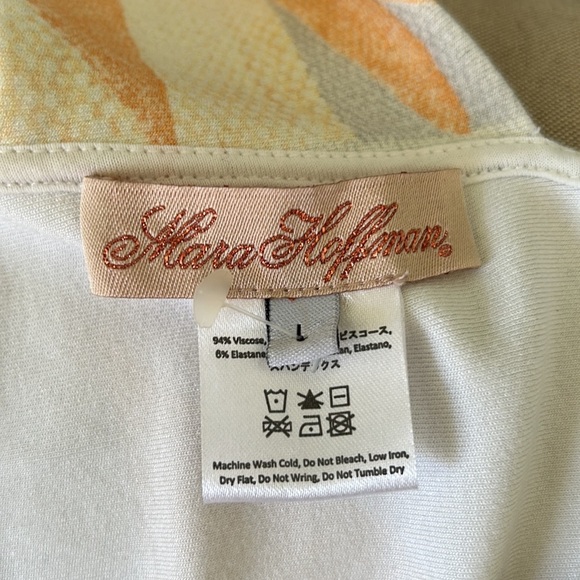 Mara Hoffman.
L
94% Viscose, ビスコース,
6% Elastane, Elastano,
スパンデックス
Machine Wash Cold, Do Not Bleach, Low Iron,
Dry Flat, Do Not Wring, Do Not Tumble Dry